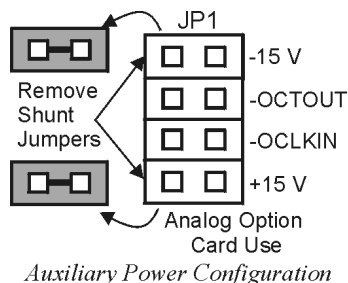 JP1
-15 V
-OCTOUT
-OCLKIN
+15 V
Remove
Shunt
Jumpers
Analog Option
Card Use
Auxiliary Power Configuration